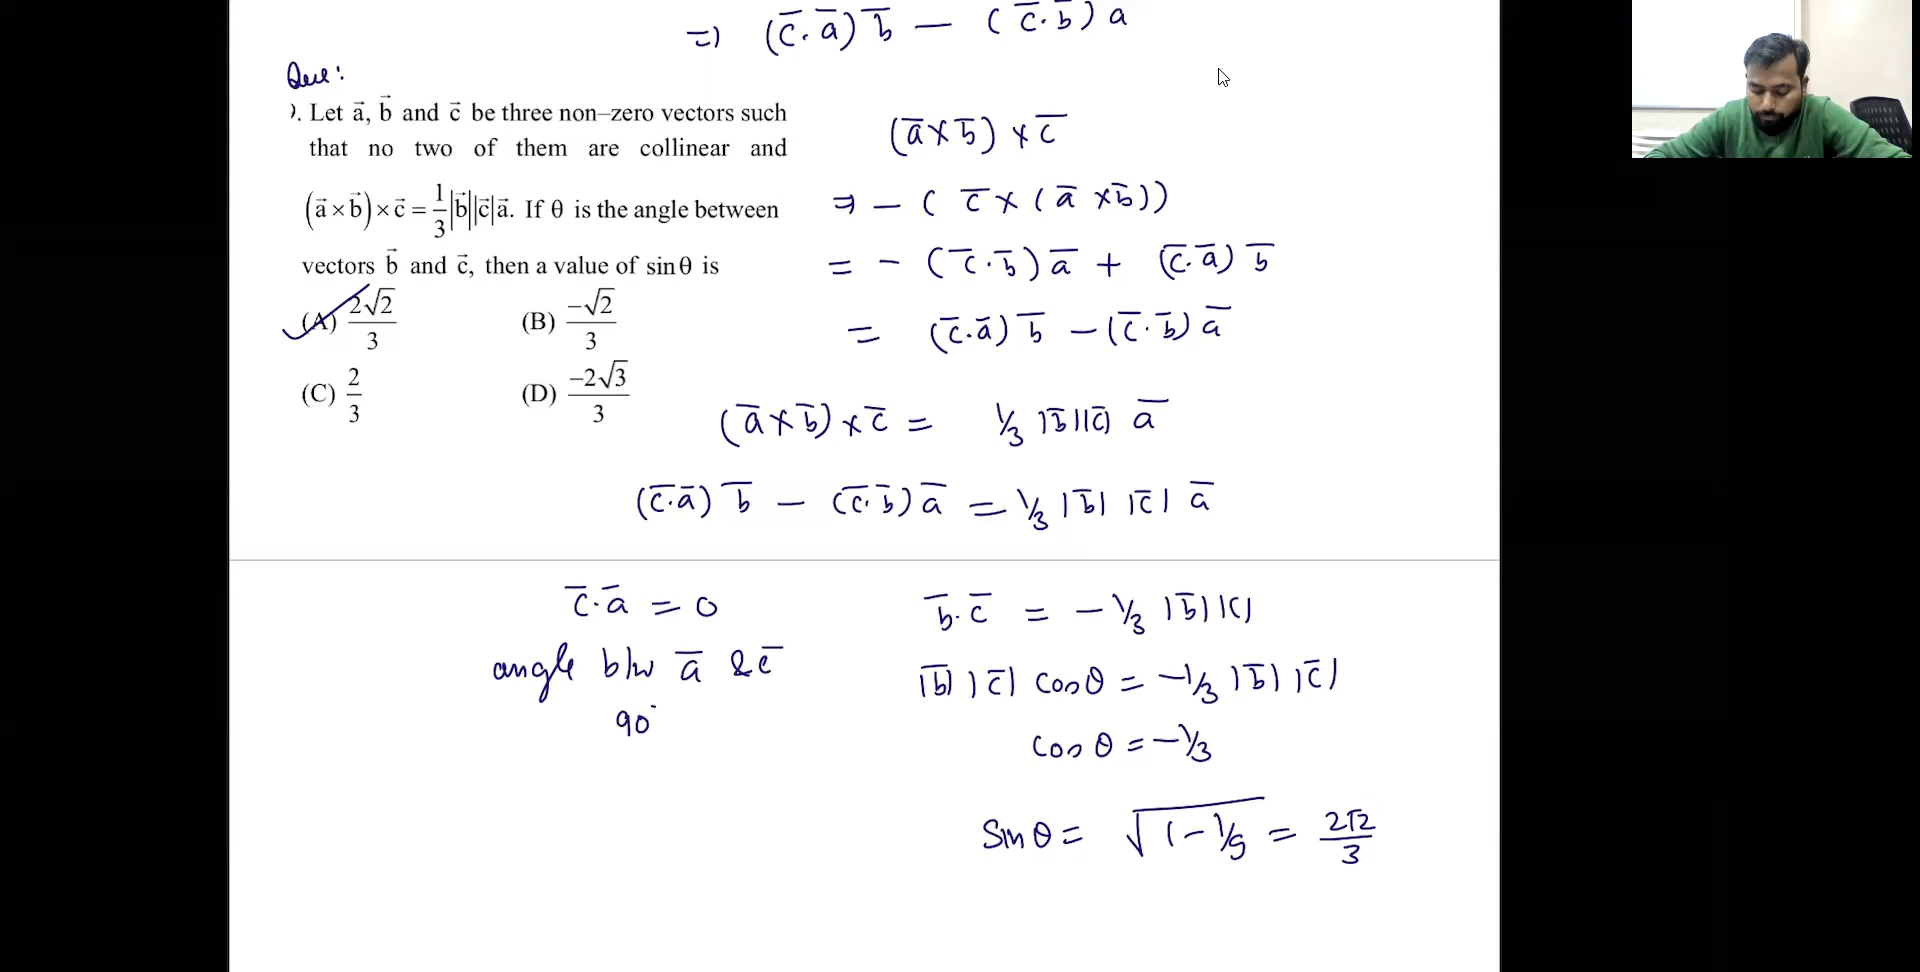 =) (c̅.a̅) b̅ — (c̅.b̅) a
Que:
). Let a⃗, b⃗ and c⃗ be three non–zero vectors such
that no two of them are collinear and
(a⃗ × b⃗) × c⃗ = 1/3 |b⃗||c⃗|a⃗. If θ is the angle between
vectors b⃗ and c⃗, then a value of sin θ is
(A) 2√2/3 (B) −√2/3
(C) 2/3 (D) −2√3/3
(a̅ × b̅) × c̅
⇒ – ( c̅ × ( a̅ × b̅))
= – (c̅.b̅) a̅ + (c̅.a̅) b̅
= (c̅.a̅) b̅ – (c̅.b̅) a̅
(a̅ × b̅) × c̅ = 1/3 |b̅||c̅| a̅
(c̅.a̅) b̅ – (c̅.b̅) a̅ = 1/3 |b̅| |c̅| a̅
c̅.a̅ = 0
angle b/w a̅ & c̅
90°
b̅.c̅ = – 1/3 |b̅| |c|
|b̅| |c̅| cos θ = –1/3 |b̅| |c̅|
cos θ = –1/3
Sin θ = √(1 – 1/9) = 2√2/3